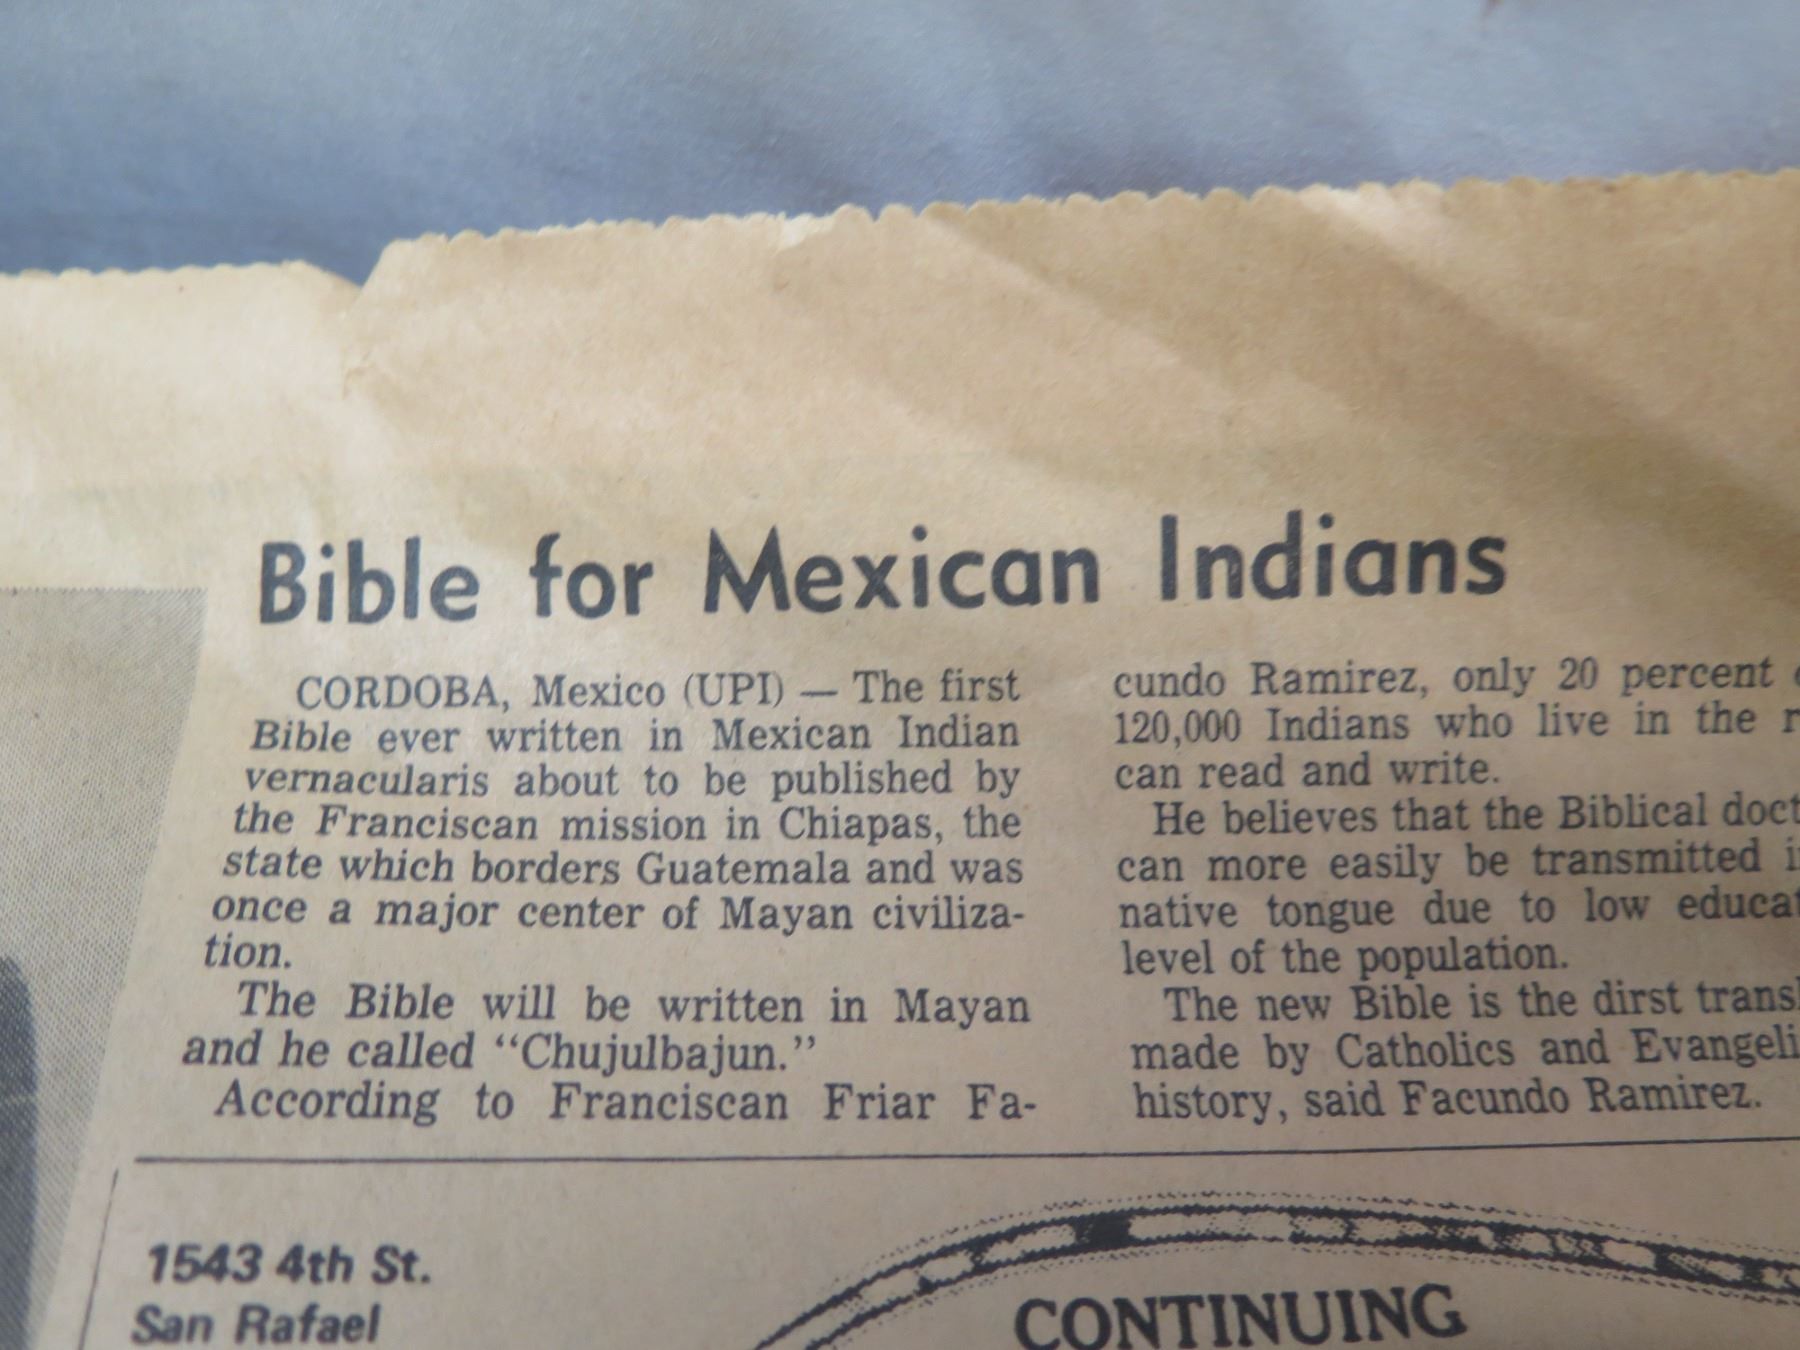 Bible for Mexican Indians
CORDOBA, Mexico (UPI) — The first
Bible ever written in Mexican Indian
vernacularis about to be published by
the Franciscan mission in Chiapas, the
state which borders Guatemala and was
once a major center of Mayan civiliza-
tion.
The Bible will be written in Mayan
and he called “Chujulbajun.”
According to Franciscan Friar Fa-
cundo Ramirez, only 20 percent
120,000 Indians who live in the
can read and write.
He believes that the Biblical
can more easily be transmitted
native tongue due to low
level of the population.
The new Bible is the dirst
made by Catholics and
history, said Facundo Ramirez.
1543 4th St.
San Rafael
CONTINUING